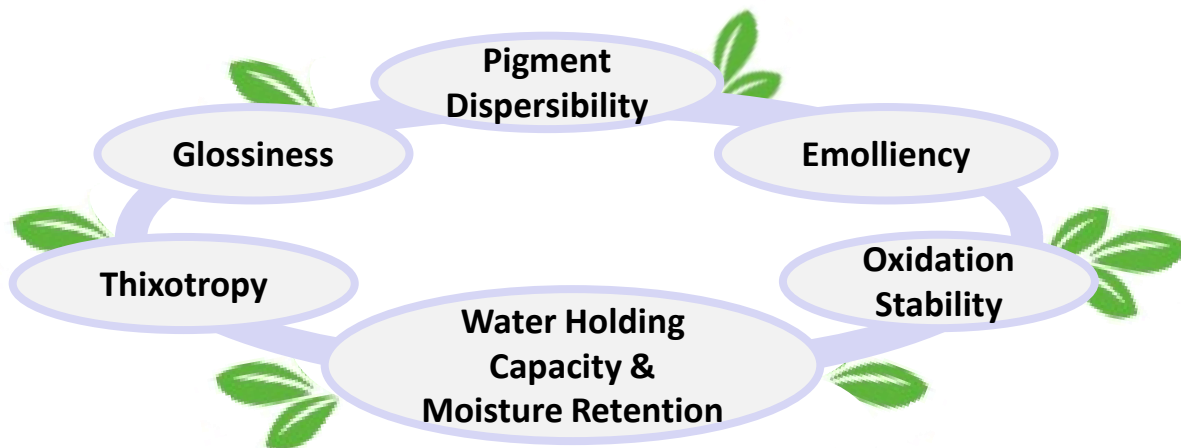 Pigment
Dispersibility
Glossiness
Emolliency
Thixotropy
Oxidation
Stability
Water Holding
Capacity &
Moisture Retention